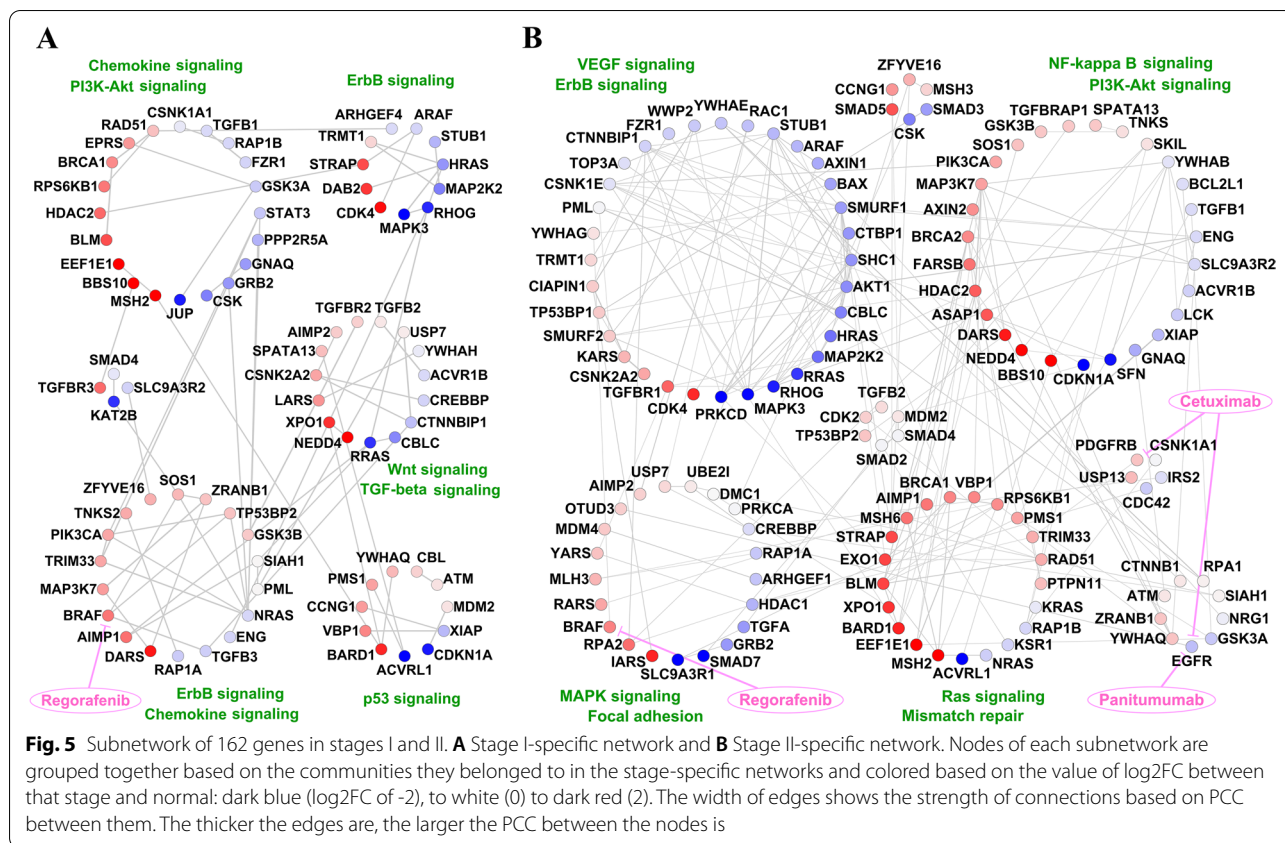 A
Chemokine signaling
PI3K-Akt signaling
CSNK1A1
RAD51
TGFB1
EPRS
RAP1B
BRCA1
FZR1
RPS6KB1
GSK3A
HDAC2
STAT3
BLM
PPP2R5A
EEF1E1
GNAQ
BBS10
GRB2
MSH2
CSK
JUP
ErbB signaling
ARHGEF4
ARAF
TRMT1
STUB1
STRAP
HRAS
DAB2
MAP2K2
CDK4
RHOG
MAPK3
SMAD4
TGFBR3
SLC9A3R2
KAT2B
TGFBR2
TGFB2
AIMP2
USP7
SPATA13
YWHAH
CSNK2A2
ACVR1B
LARS
CREBBP
XPO1
CTNNBIP1
NEDD4
CBLC
RRAS
Wnt signaling
TGF-beta signaling
ZFYVE16
SOS1
ZRANB1
TNKS2
TP53BP2
PIK3CA
GSK3B
TRIM33
SIAH1
MAP3K7
PML
BRAF
NRAS
AIMP1
ENG
DARS
TGFB3
RAP1A
Regorafenib
ErbB signaling
Chemokine signaling
YWHAQ
CBL
PMS1
ATM
CCNG1
MDM2
VBP1
XIAP
BARD1
CDKN1A
ACVRL1
p53 signaling
B
VEGF signaling
ErbB signaling
YWHAE
WWP2
RAC1
FZR1
STUB1
CTNNBIP1
ARAF
TOP3A
AXIN1
CSNK1E
BAX
PML
SMURF1
YWHAG
CTBP1
TRMT1
SHC1
CIAPIN1
AKT1
TP53BP1
CBLC
SMURF2
HRAS
KARS
MAP2K2
CSNK2A2
RRAS
TGFBR1
RHOG
CDK4
MAPK3
PRKCD
ZFYVE16
CCNG1
MSH3
SMAD5
SMAD3
CSK
NF-kappa B signaling
PI3K-Akt signaling
TGFBRAP1
SPATA13
GSK3B
TNKS
SOS1
SKIL
PIK3CA
YWHAB
MAP3K7
BCL2L1
AXIN2
TGFB1
BRCA2
ENG
FARSB
SLC9A3R2
HDAC2
ACVR1B
ASAP1
LCK
DARS
XIAP
NEDD4
GNAQ
BBS10
SFN
CDKN1A
TGFB2
CDK2
MDM2
TP53BP2
SMAD4
SMAD2
Cetuximab
PDGFRB
CSNK1A1
USP13
IRS2
CDC42
USP7
UBE2I
AIMP2
DMC1
OTUD3
PRKCA
MDM4
CREBBP
YARS
RAP1A
MLH3
ARHGEF1
RARS
HDAC1
BRAF
TGFA
RPA2
GRB2
IARS
SMAD7
SLC9A3R1
MAPK signaling
Focal adhesion
Regorafenib
BRCA1
VBP1
AIMP1
RPS6KB1
MSH6
PMS1
STRAP
TRIM33
EXO1
RAD51
BLM
PTPN11
XPO1
KRAS
BARD1
RAP1B
EEF1E1
KSR1
MSH2
NRAS
ACVRL1
Ras signaling
Mismatch repair
CTNNB1
RPA1
ATM
SIAH1
ZRANB1
NRG1
YWHAQ
GSK3A
EGFR
Panitumumab
Fig. 5 Subnetwork of 162 genes in stages I and II. A Stage I-specific network and B Stage II-specific network. Nodes of each subnetwork are
grouped together based on the communities they belonged to in the stage-specific networks and colored based on the value of log2FC between
that stage and normal: dark blue (log2FC of -2), to white (0) to dark red (2). The width of edges shows the strength of connections based on PCC
between them. The thicker the edges are, the larger the PCC between the nodes is